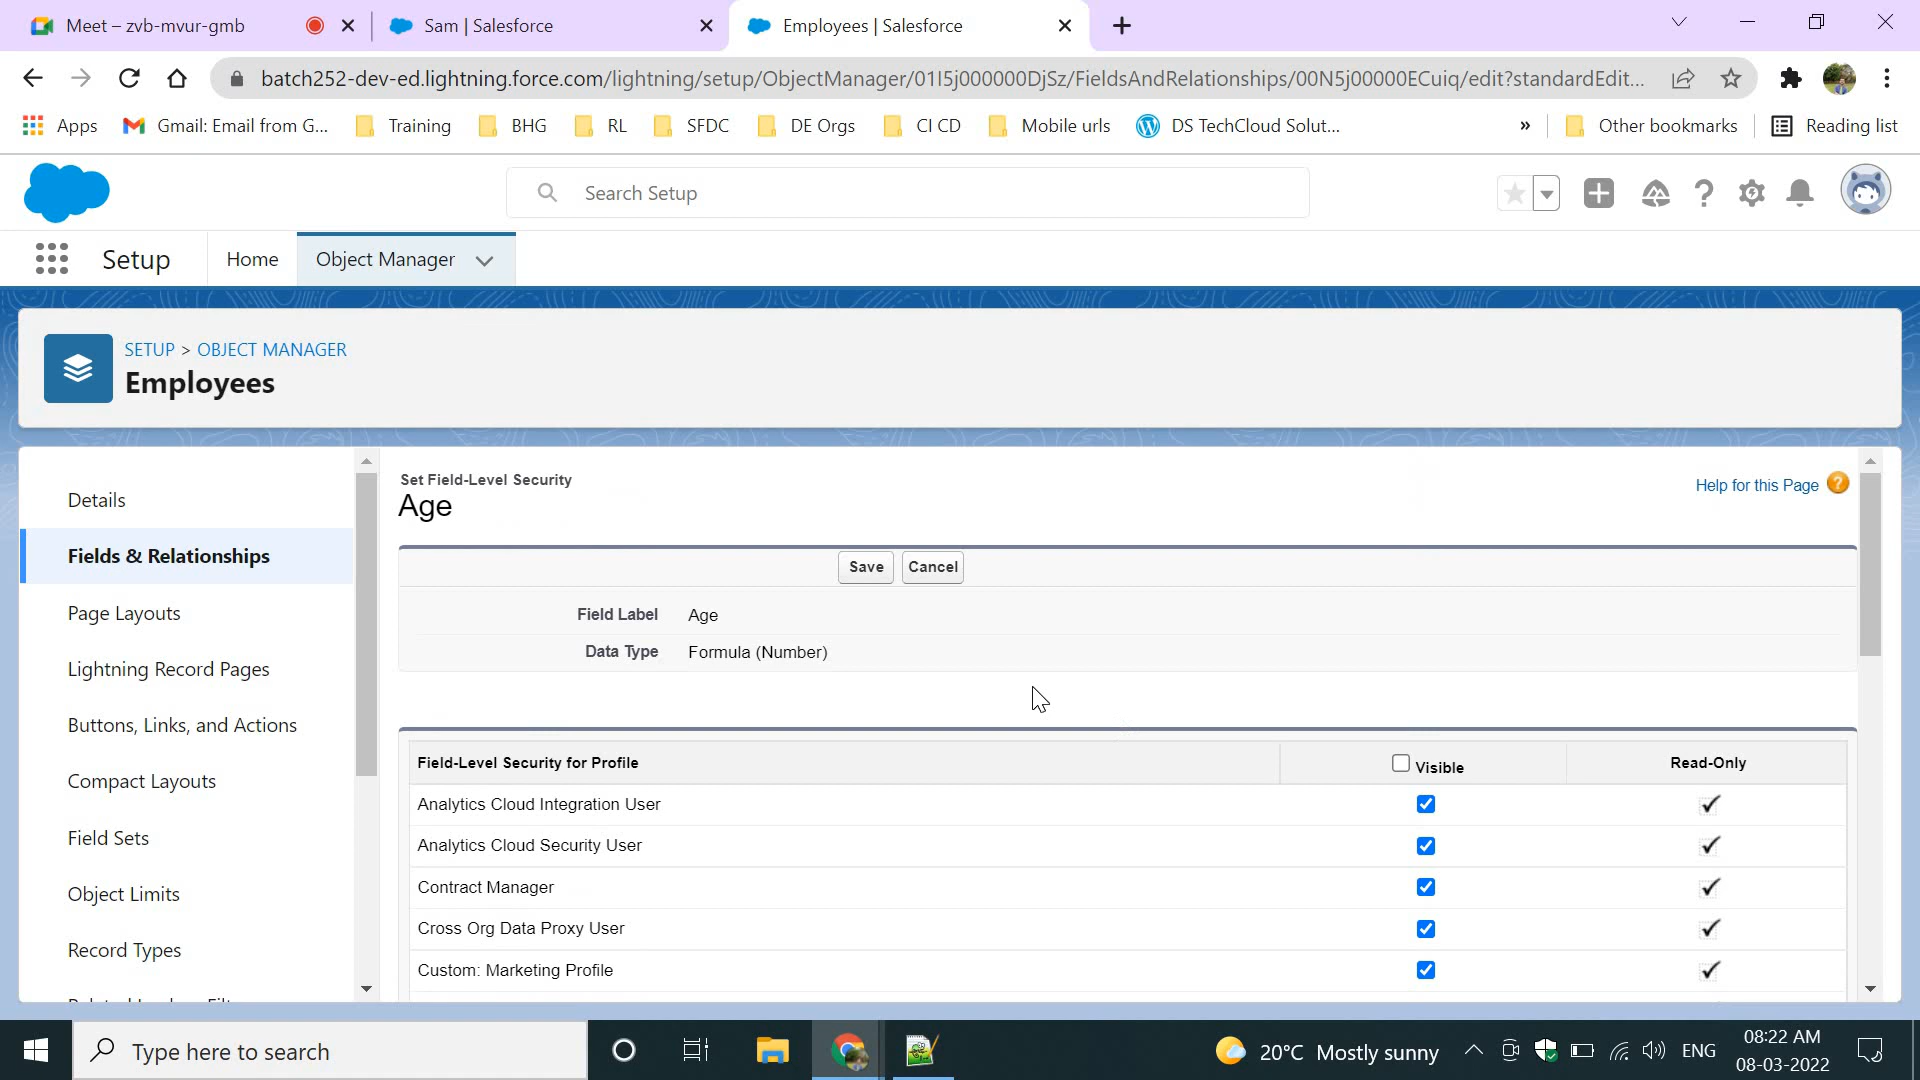 Meet – zvb-mvur-gmb
Sam | Salesforce
Employees | Salesforce
batch252-dev-ed.lightning.force.com/lightning/setup/ObjectManager/01I5j000000DjSz/FieldsAndRelationships/00N5j00000ECuiq/edit?standardEdit...
Apps
Gmail: Email from G...
Training
BHG
RL
SFDC
DE Orgs
CI CD
Mobile urls
DS TechCloud Solut...
»
Other bookmarks
Reading list
Search Setup
Setup
Home
Object Manager
SETUP > OBJECT MANAGER
Employees
Details
Fields & Relationships
Page Layouts
Lightning Record Pages
Buttons, Links, and Actions
Compact Layouts
Field Sets
Object Limits
Record Types
Set Field-Level Security
Age
Help for this Page ?
Save Cancel
Field Label Age
Data Type Formula (Number)
Field-Level Security for Profile Visible Read-Only
Analytics Cloud Integration User
Analytics Cloud Security User
Contract Manager
Cross Org Data Proxy User
Custom: Marketing Profile
Type here to search
20°C Mostly sunny
ENG
08:22 AM
08-03-2022